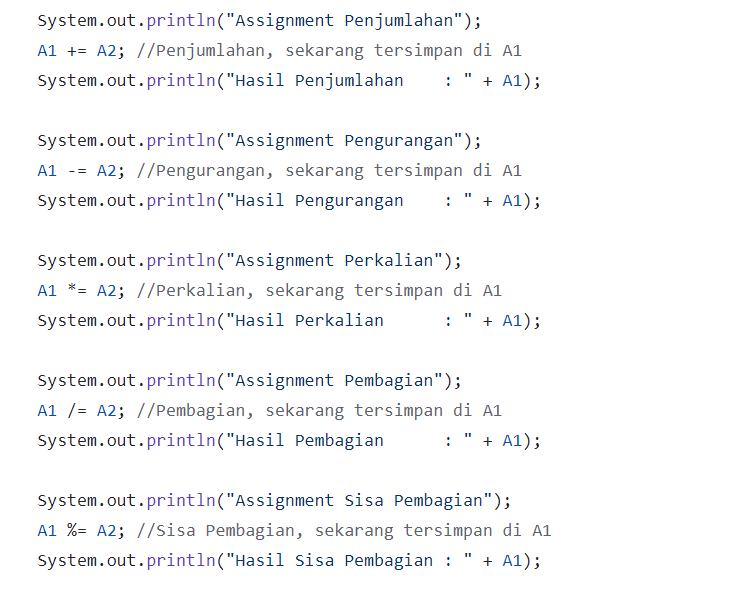 System.out.println("Assignment Penjumlahan");
A1 += A2; //Penjumlahan, sekarang tersimpan di A1
System.out.println("Hasil Penjumlahan    : " + A1);
System.out.println("Assignment Pengurangan");
A1 -= A2; //Pengurangan, sekarang tersimpan di A1
System.out.println("Hasil Pengurangan    : " + A1);
System.out.println("Assignment Perkalian");
A1 *= A2; //Perkalian, sekarang tersimpan di A1
System.out.println("Hasil Perkalian      : " + A1);
System.out.println("Assignment Pembagian");
A1 /= A2; //Pembagian, sekarang tersimpan di A1
System.out.println("Hasil Pembagian      : " + A1);
System.out.println("Assignment Sisa Pembagian");
A1 %= A2; //Sisa Pembagian, sekarang tersimpan di A1
System.out.println("Hasil Sisa Pembagian : " + A1);